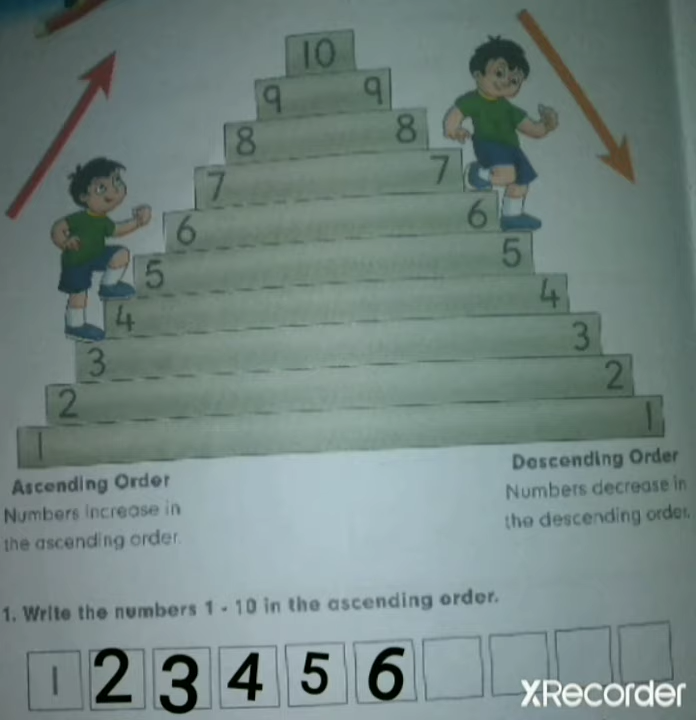 10
9 9
8 8
7 7
6 6
5 5
4 4
3 3
2 2
1 1
Ascending Order
Numbers increase in
the ascending order.
Descending Order
Numbers decrease in
the descending order.
1. Write the numbers 1 - 10 in the ascending order.
1 2 3 4 5 6
XRecorder